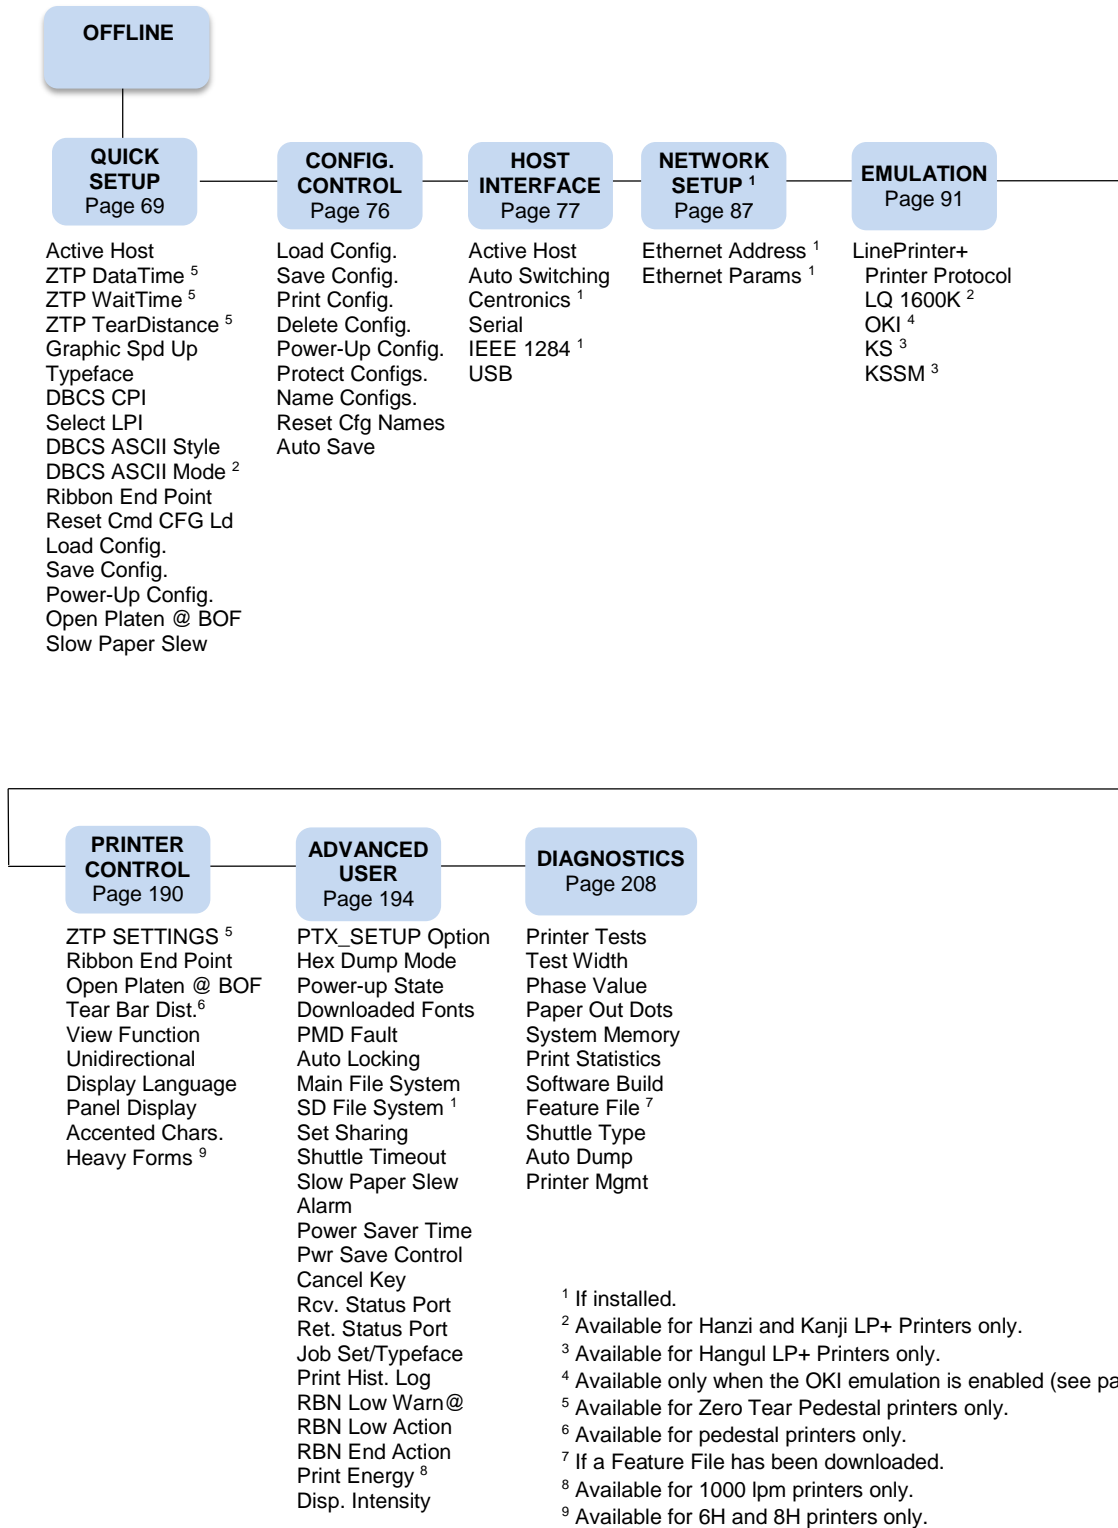 OFFLINE
QUICK
SETUP
Page 69
Active Host
ZTP DataTime 5
ZTP WaitTime 5
ZTP TearDistance 5
Graphic Spd Up
Typeface
DBCS CPI
Select LPI
DBCS ASCII Style
DBCS ASCII Mode 2
Ribbon End Point
Reset Cmd CFG Ld
Load Config.
Save Config.
Power-Up Config.
Open Platen @ BOF
Slow Paper Slew
CONFIG.
CONTROL
Page 76
Load Config.
Save Config.
Print Config.
Delete Config.
Power-Up Config.
Protect Configs.
Name Configs.
Reset Cfg Names
Auto Save
HOST
INTERFACE
Page 77
Active Host
Auto Switching
Centronics 1
Serial
IEEE 1284 1
USB
NETWORK
SETUP 1
Page 87
Ethernet Address 1
Ethernet Params 1
EMULATION
Page 91
LinePrinter+
Printer Protocol
LQ 1600K 2
OKI 4
KS 3
KSSM 3
PRINTER
CONTROL
Page 190
ZTP SETTINGS 5
Ribbon End Point
Open Platen @ BOF
Tear Bar Dist.6
View Function
Unidirectional
Display Language
Panel Display
Accented Chars.
Heavy Forms 9
ADVANCED
USER
Page 194
PTX_SETUP Option
Hex Dump Mode
Power-up State
Downloaded Fonts
PMD Fault
Auto Locking
Main File System
SD File System 1
Set Sharing
Shuttle Timeout
Slow Paper Slew
Alarm
Power Saver Time
Pwr Save Control
Cancel Key
Rcv. Status Port
Ret. Status Port
Job Set/Typeface
Print Hist. Log
RBN Low Warn@
RBN Low Action
RBN End Action
Print Energy 8
Disp. Intensity
DIAGNOSTICS
Page 208
Printer Tests
Test Width
Phase Value
Paper Out Dots
System Memory
Print Statistics
Software Build
Feature File 7
Shuttle Type
Auto Dump
Printer Mgmt
1 If installed.
2 Available for Hanzi and Kanji LP+ Printers only.
3 Available for Hangul LP+ Printers only.
4 Available only when the OKI emulation is enabled (see pa
5 Available for Zero Tear Pedestal printers only.
6 Available for pedestal printers only.
7 If a Feature File has been downloaded.
8 Available for 1000 lpm printers only.
9 Available for 6H and 8H printers only.